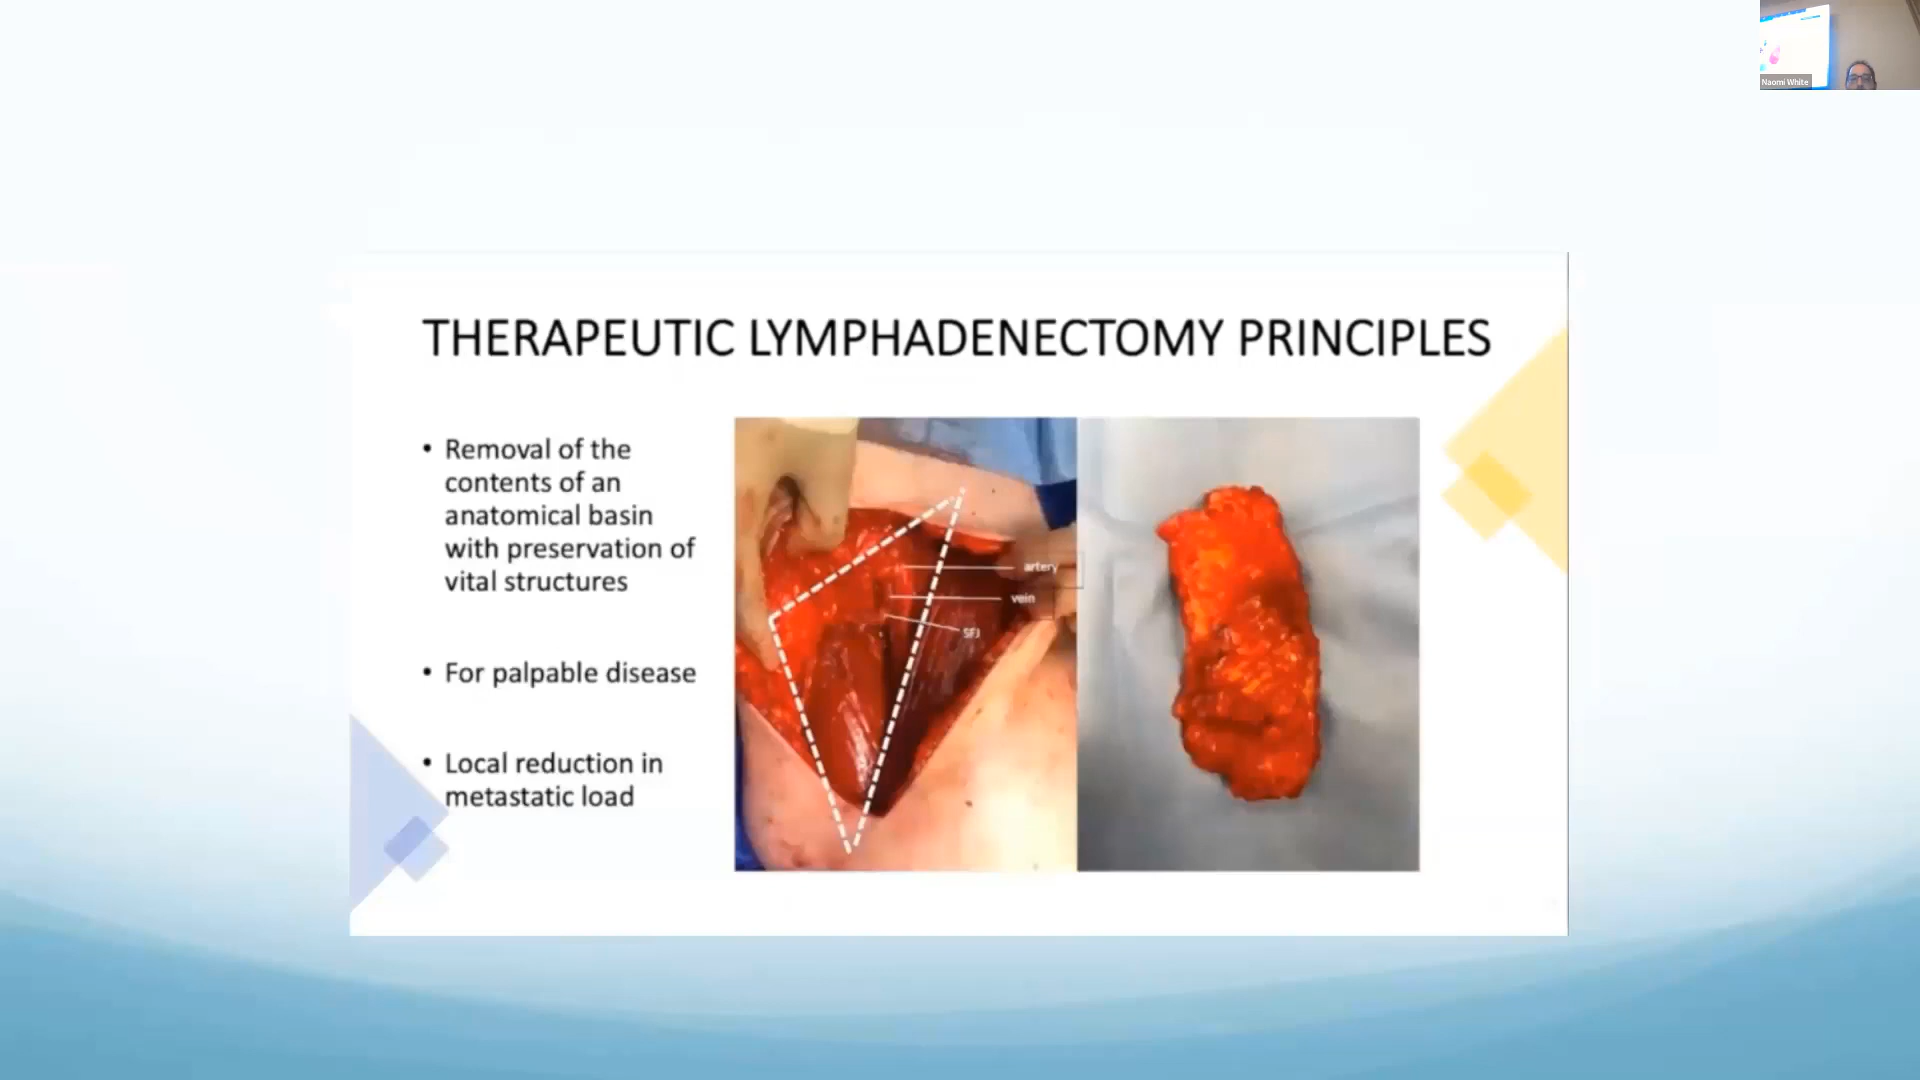 Naomi White
THERAPEUTIC LYMPHADENECTOMY PRINCIPLES
• Removal of the
contents of an
anatomical basin
with preservation of
vital structures
• For palpable disease
• Local reduction in
metastatic load
artery
vein
SFJ